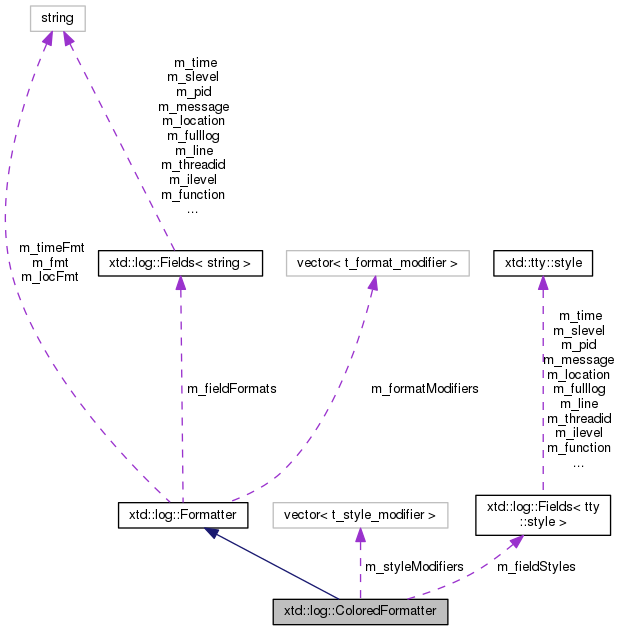 string
m_time
m_slevel
m_pid
m_message
m_location
m_fulllog
m_line
m_threadid
m_ilevel
m_function
...
m_timeFmt
m_fmt
m_locFmt
xtd::log::Fields< string >
vector< t_format_modifier >
xtd::tty::style
m_time
m_slevel
m_pid
m_message
m_location
m_fulllog
m_line
m_threadid
m_ilevel
m_function
...
m_fieldFormats
m_formatModifiers
xtd::log::Formatter
vector< t_style_modifier >
xtd::log::Fields< tty
::style >
m_styleModifiers
m_fieldStyles
xtd::log::ColoredFormatter